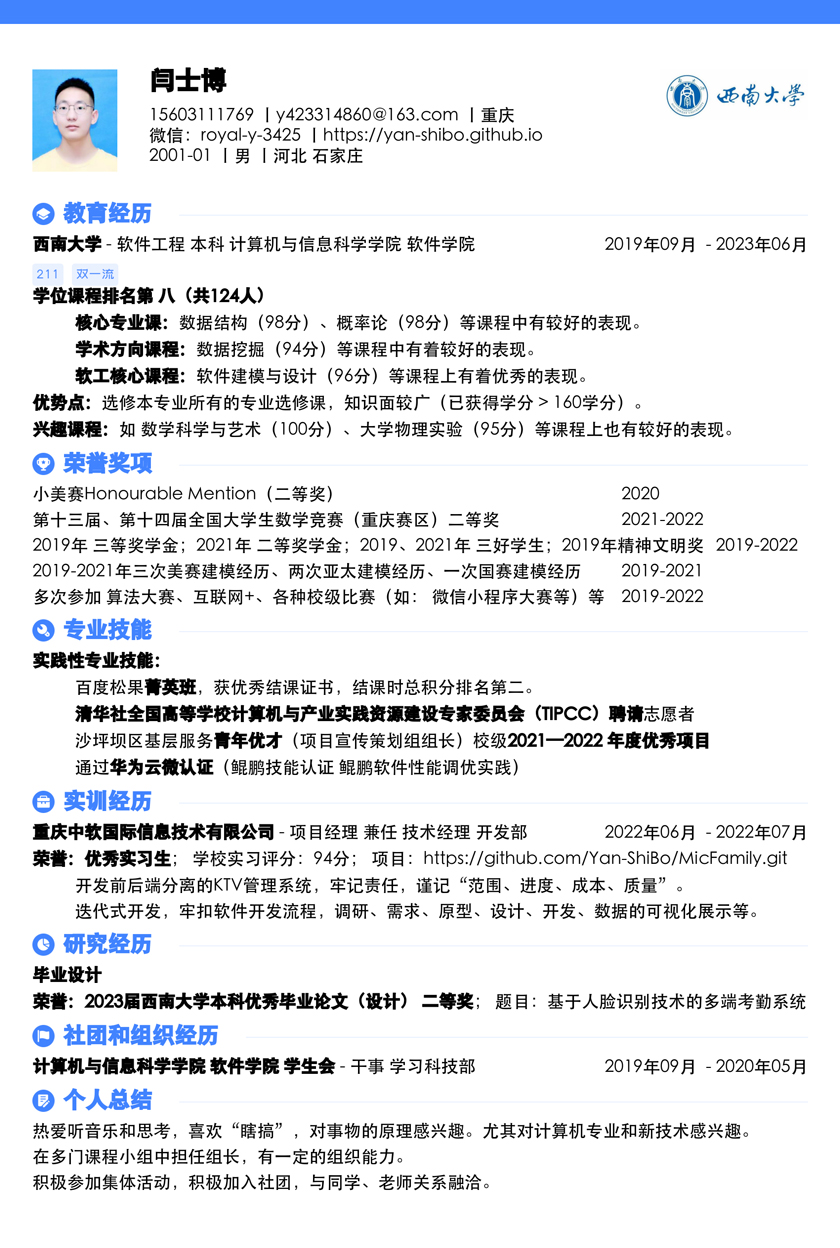 闫士博
西南大学
15603111769 | y423314860@163.com | 重庆
微信：royal-y-3425 | https://yan-shibo.github.io
2001-01 | 男 | 河北 石家庄
教育经历
西南大学 - 软件工程 本科 计算机与信息科学学院 软件学院 2019年09月 - 2023年06月
211 双一流
学位课程排名第 八（共124人）
核心专业课：数据结构（98分）、概率论（98分）等课程中有较好的表现。
学术方向课程：数据挖掘（94分）等课程中有着较好的表现。
软工核心课程：软件建模与设计（96分）等课程上有着优秀的表现。
优势点：选修本专业所有的专业选修课，知识面较广（已获得学分 > 160学分）。
兴趣课程：如 数学科学与艺术（100分）、大学物理实验（95分）等课程上也有较好的表现。
荣誉奖项
小美赛Honourable Mention（二等奖） 2020
第十三届、第十四届全国大学生数学竞赛（重庆赛区）二等奖 2021-2022
2019年 三等奖学金；2021年 二等奖学金；2019、2021年 三好学生；2019年精神文明奖 2019-2022
2019-2021年三次美赛建模经历、两次亚太建模经历、一次国赛建模经历 2019-2021
多次参加 算法大赛、互联网+、各种校级比赛（如： 微信小程序大赛等）等 2019-2022
专业技能
实践性专业技能：
百度松果菁英班，获优秀结课证书，结课时总积分排名第二。
清华社全国高等学校计算机与产业实践资源建设专家委员会（TIPCC）聘请志愿者
沙坪坝区基层服务青年优才（项目宣传策划组组长）校级2021—2022 年度优秀项目
通过华为云微认证（鲲鹏技能认证 鲲鹏软件性能调优实践）
实训经历
重庆中软国际信息技术有限公司 - 项目经理 兼任 技术经理 开发部 2022年06月 - 2022年07月
荣誉：优秀实习生； 学校实习评分：94分； 项目：https://github.com/Yan-ShiBo/MicFamily.git
开发前后端分离的KTV管理系统，牢记责任，谨记“范围、进度、成本、质量”。
迭代式开发，牢扣软件开发流程，调研、需求、原型、设计、开发、数据的可视化展示等。
研究经历
毕业设计
荣誉：2023届西南大学本科优秀毕业论文（设计） 二等奖； 题目：基于人脸识别技术的多端考勤系统
社团和组织经历
计算机与信息科学学院 软件学院 学生会 - 干事 学习科技部 2019年09月 - 2020年05月
个人总结
热爱听音乐和思考，喜欢“瞎搞”，对事物的原理感兴趣。尤其对计算机专业和新技术感兴趣。
在多门课程小组中担任组长，有一定的组织能力。
积极参加集体活动，积极加入社团，与同学、老师关系融洽。